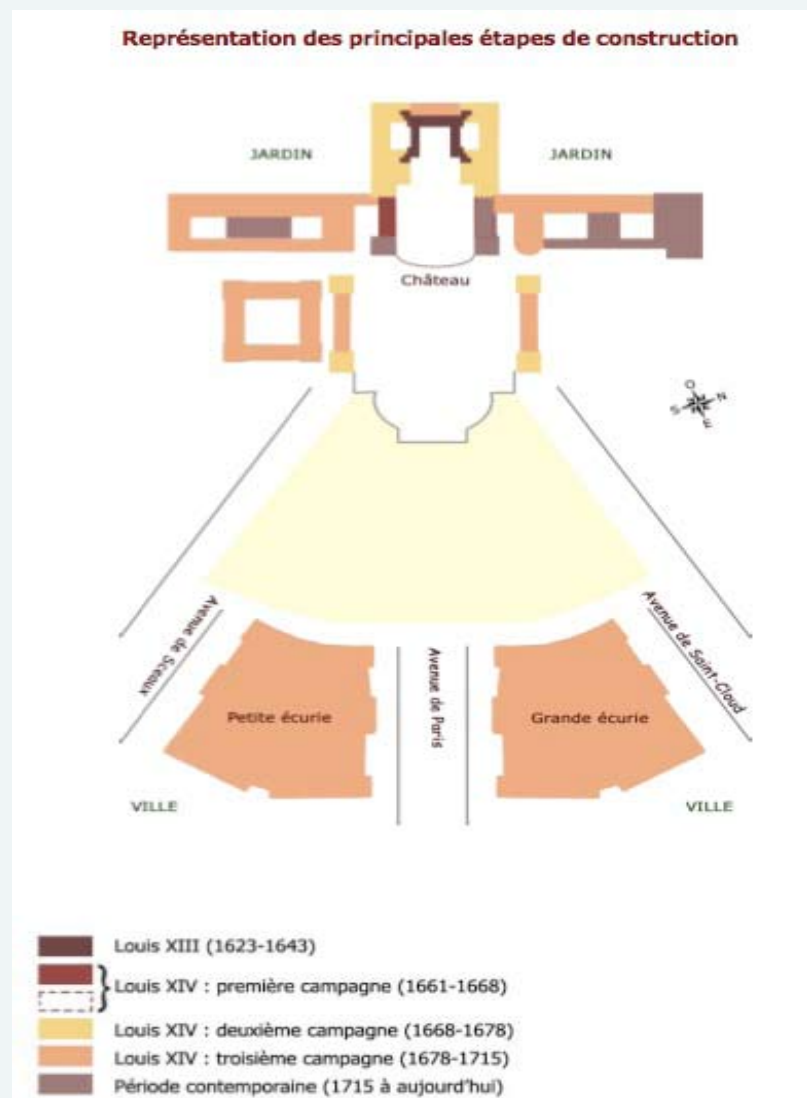 Représentation des principales étapes de construction
JARDIN
JARDIN
Château
O
N
S
E
Avenue de Sceaux
Avenue de Saint-Cloud
Avenue de Paris
Petite écurie
Grande écurie
VILLE
VILLE
Louis XIII (1623-1643)
Louis XIV : première campagne (1661-1668)
Louis XIV : deuxième campagne (1668-1678)
Louis XIV : troisième campagne (1678-1715)
Période contemporaine (1715 à aujourd'hui)